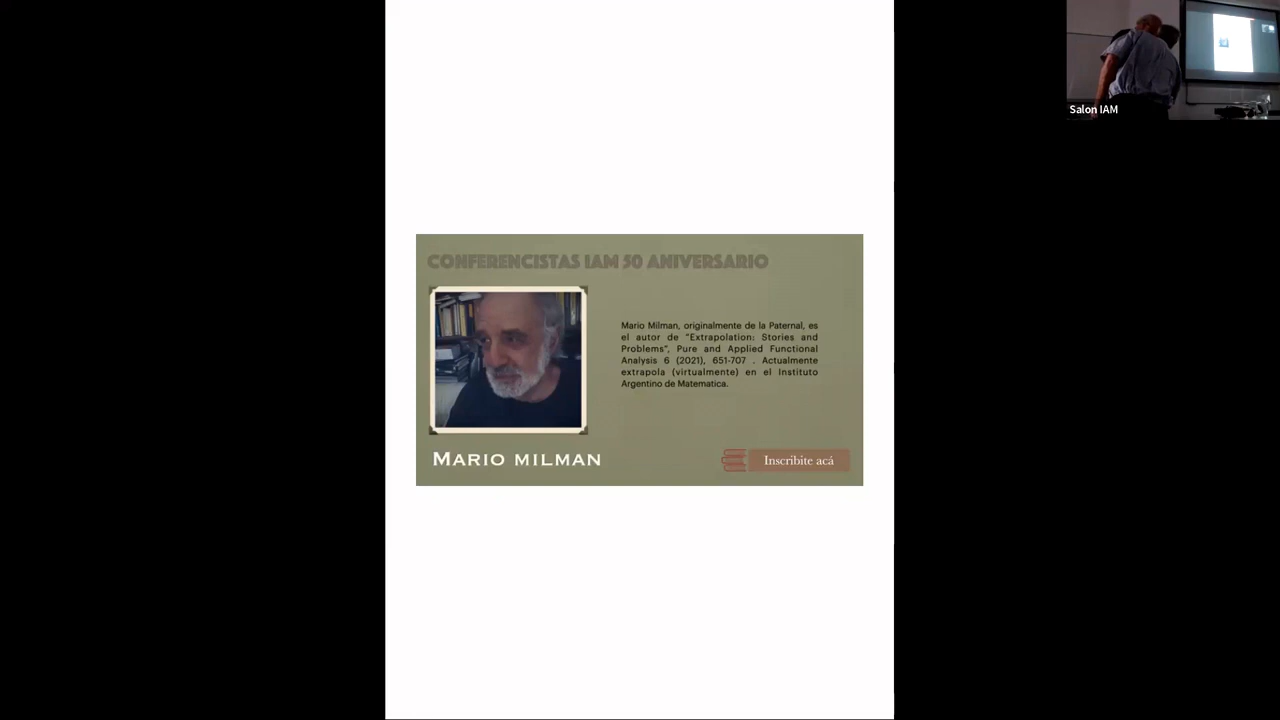 Salon IAM
CONFERENCISTAS IAM 50 ANIVERSARIO
Mario Milman, originalmente de la Paternal, es
el autor de "Extrapolation: Stories and
Problems", Pure and Applied Functional
Analysis 6 (2021), 651-707 . Actualmente
extrapola (virtualmente) en el Instituto
Argentino de Matematica.
MARIO MILMAN
Inscribite acá